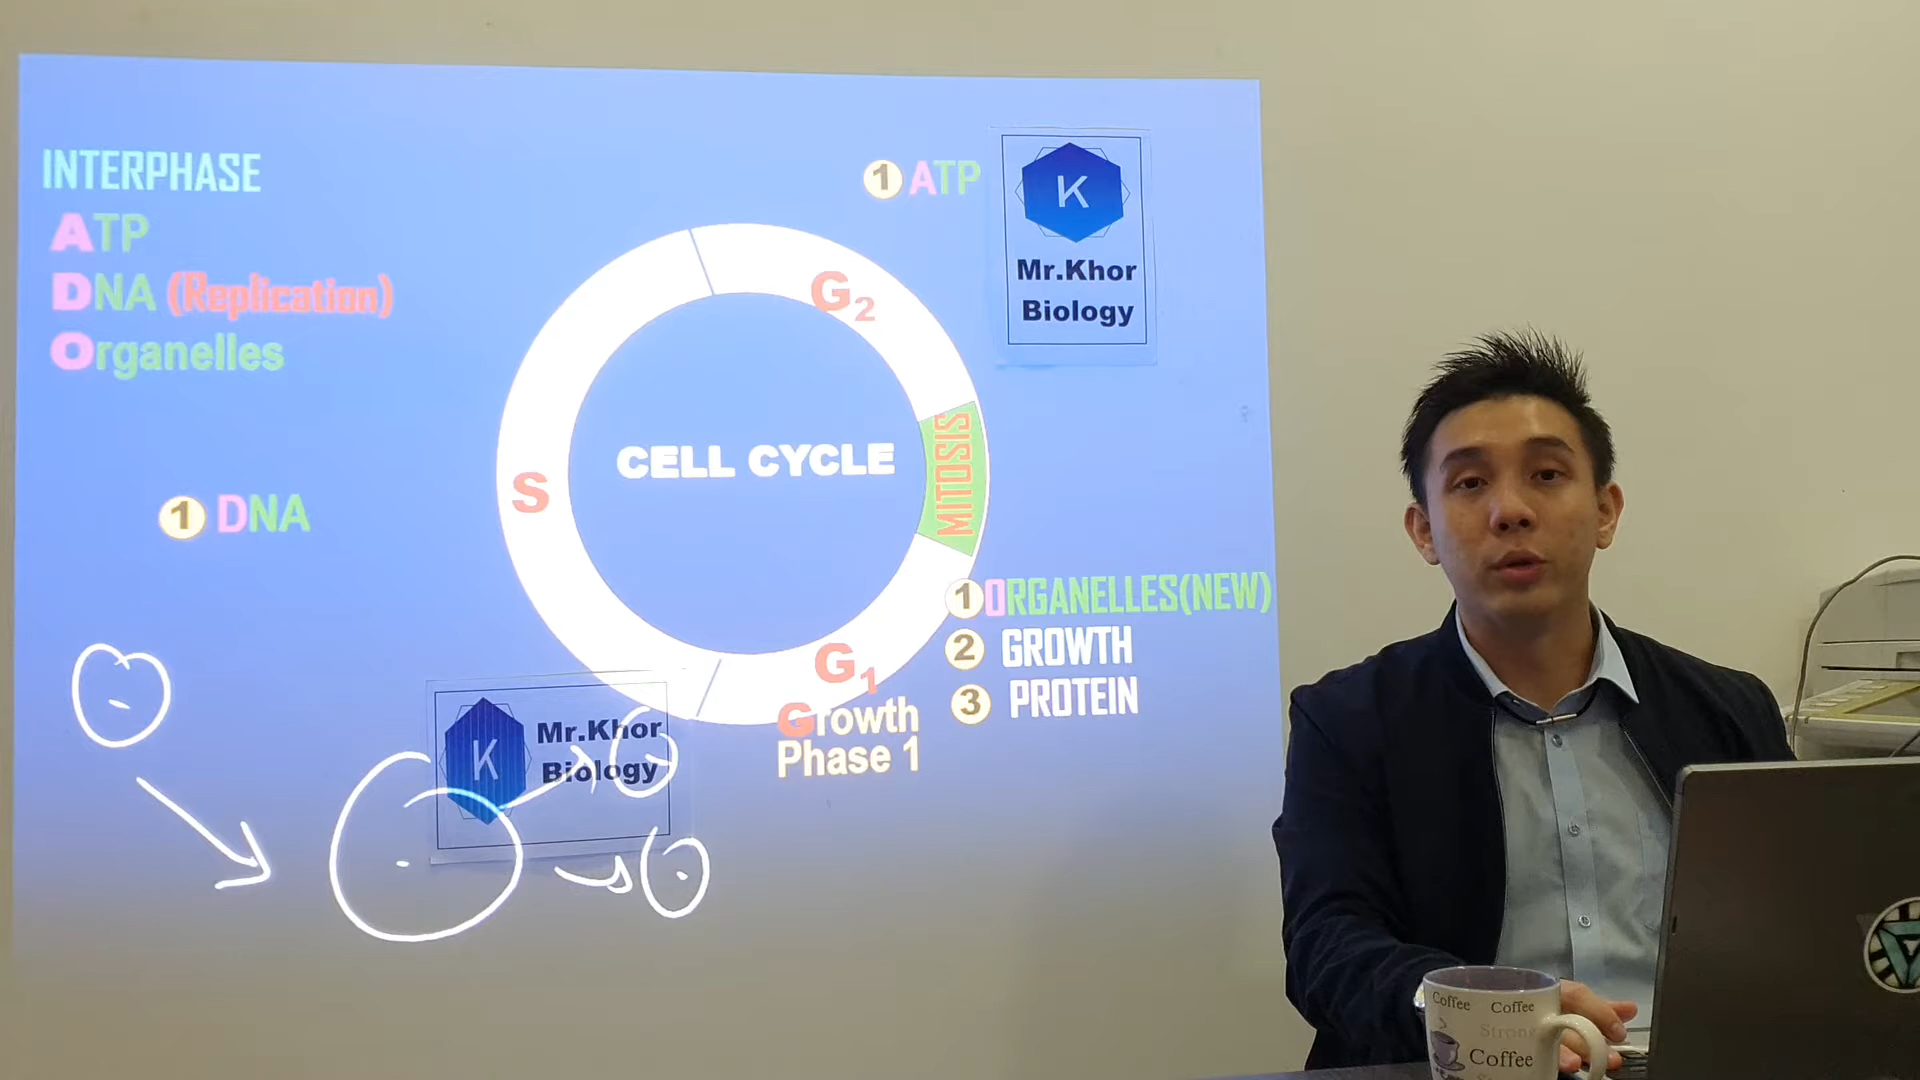 INTERPHASE
ATP
DNA (Replication)
Organelles
1 DNA
1 ATP
G2
S
CELL CYCLE
MITOSIS
G1
Growth
Phase 1
1 ORGANELLES(NEW)
2 GROWTH
3 PROTEIN
K
Mr.Khor
Biology
K
Mr.Khor
Biology
Coffee Coffee
Strong
Coffee